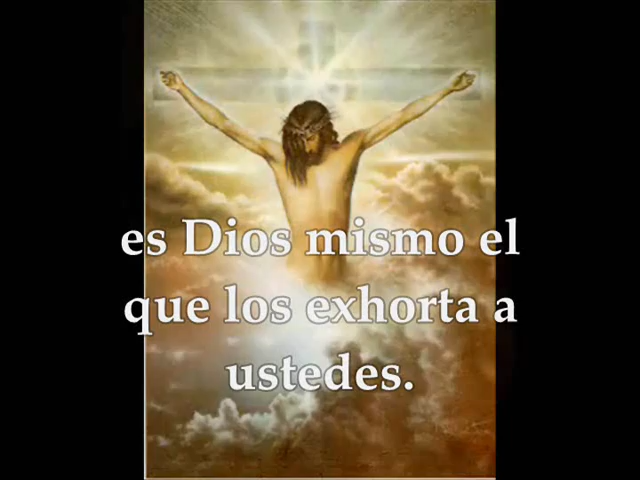 es Dios mismo el
que los exhorta a
ustedes.